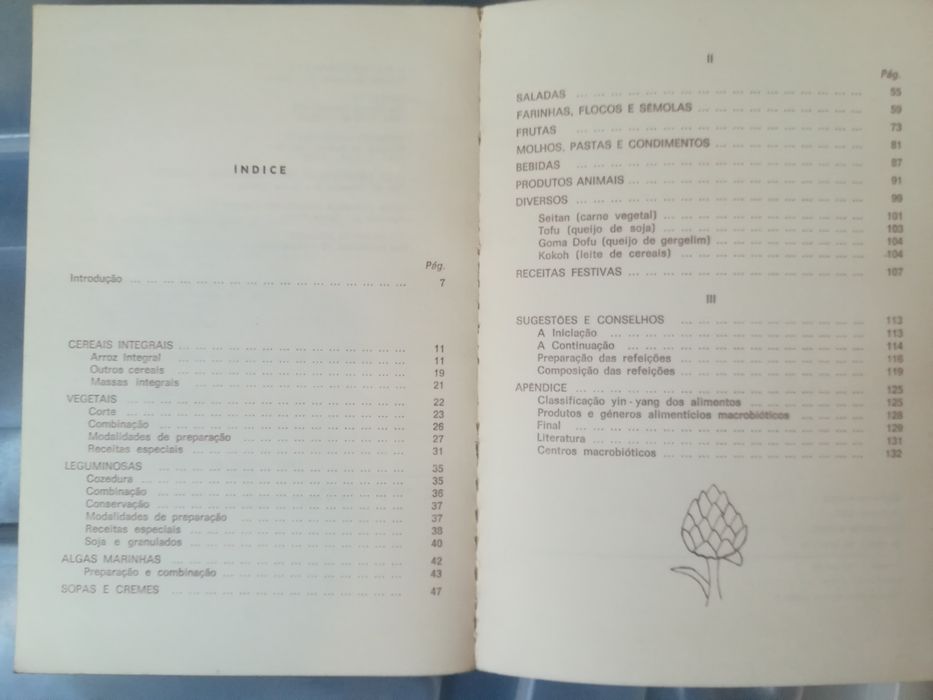 ÍNDICE
Pág.
Introdução ... 7
CEREAIS INTEGRAIS ... 11
Arroz Integral ... 11
Outros cereais ... 19
Massas integrais ... 21
VEGETAIS ... 22
Corte ... 23
Combinação ... 26
Modalidades de preparação ... 27
Receitas especiais ... 31
LEGUMINOSAS ... 35
Cozedura ... 35
Combinação ... 36
Conservação ... 37
Modalidades de preparação ... 37
Receitas especiais ... 38
Soja e granulados ... 40
ALGAS MARINHAS ... 42
Preparação e combinação ... 43
SOPAS E CREMES ... 47
II
Pág.
SALADAS ... 55
FARINHAS, FLOCOS E SÊMOLAS ... 59
FRUTAS ... 73
MOLHOS, PASTAS E CONDIMENTOS ... 81
BEBIDAS ... 87
PRODUTOS ANIMAIS ... 91
DIVERSOS ... 99
Seitan (carne vegetal) ... 101
Tofu (queijo de soja) ... 103
Goma Dofu (queijo de gergelim) ... 104
Kokoh (leite de cereais) ... 104
RECEITAS FESTIVAS ... 107
III
SUGESTÕES E CONSELHOS ... 113
A Iniciação ... 113
A Continuação ... 114
Preparação das refeições ... 116
Composição das refeições ... 119
APENDICE ... 125
Classificação yin-yang dos alimentos ... 125
Produtos e géneros alimentícios macrobióticos ... 128
Final ... 129
Literatura ... 131
Centros macrobióticos ... 132